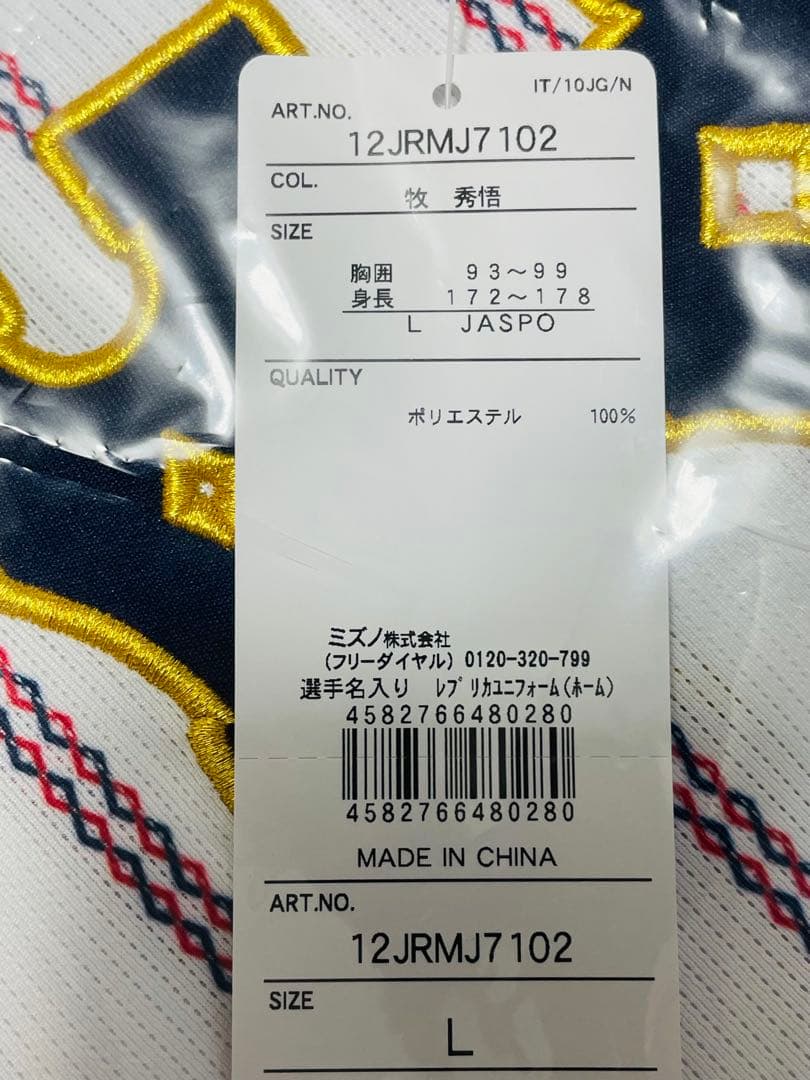 IT/10JG/N
ART.NO.
12JRMJ7102
COL.
牧　秀悟
SIZE
胸囲　９３～９９
身長　１７２～１７８
L　JASPO
QUALITY
ポリエステル　100%
ミズノ株式会社
(フリーダイヤル) 0120-320-799
選手名入り　ﾚﾌﾟﾘｶﾕﾆﾌｫｰﾑ(ﾎｰﾑ)
4582766480280
4582766480280
MADE IN CHINA
ART.NO.
12JRMJ7102
SIZE
L